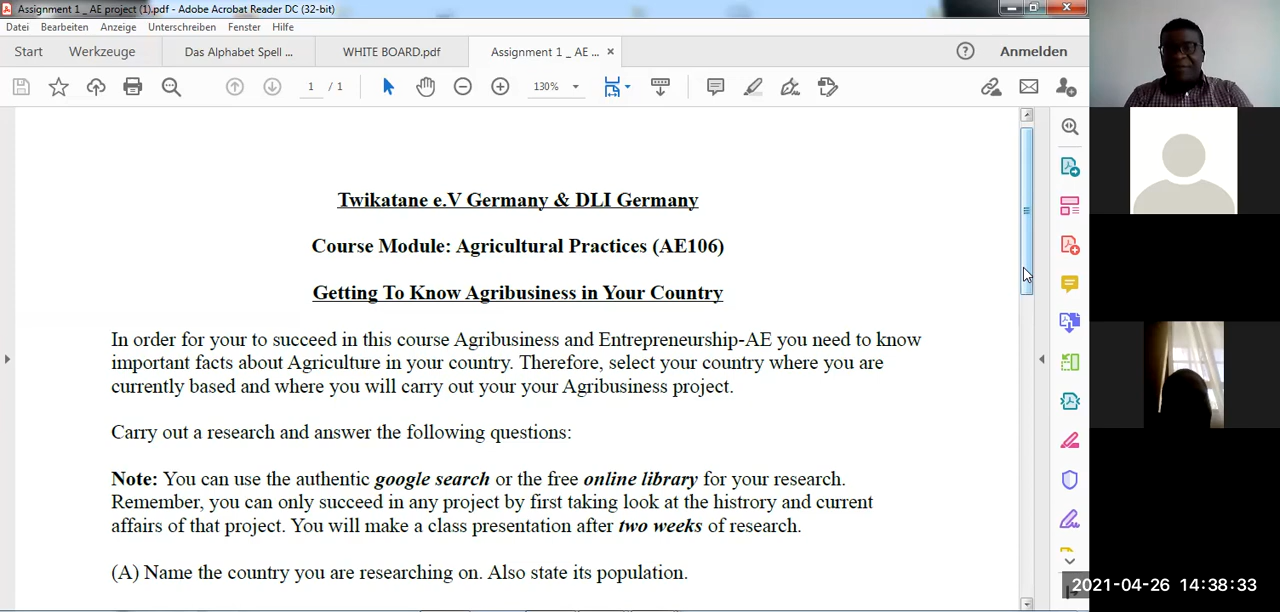 Assignment 1 _ AE project (1).pdf - Adobe Acrobat Reader DC (32-bit)
Datei Bearbeiten Anzeige Unterschreiben Fenster Hilfe
Start Werkzeuge Das Alphabet Spell ... WHITE BOARD.pdf Assignment 1 _ AE ... × Anmelden
1 / 1 130%
Twikatane e.V Germany & DLI Germany
Course Module: Agricultural Practices (AE106)
Getting To Know Agribusiness in Your Country
In order for your to succeed in this course Agribusiness and Entrepreneurship-AE you need to know
important facts about Agriculture in your country. Therefore, select your country where you are
currently based and where you will carry out your your Agribusiness project.
Carry out a research and answer the following questions:
Note: You can use the authentic google search or the free online library for your research.
Remember, you can only succeed in any project by first taking look at the histrory and current
affairs of that project. You will make a class presentation after two weeks of research.
(A) Name the country you are researching on. Also state its population.
2021-04-26 14:38:33